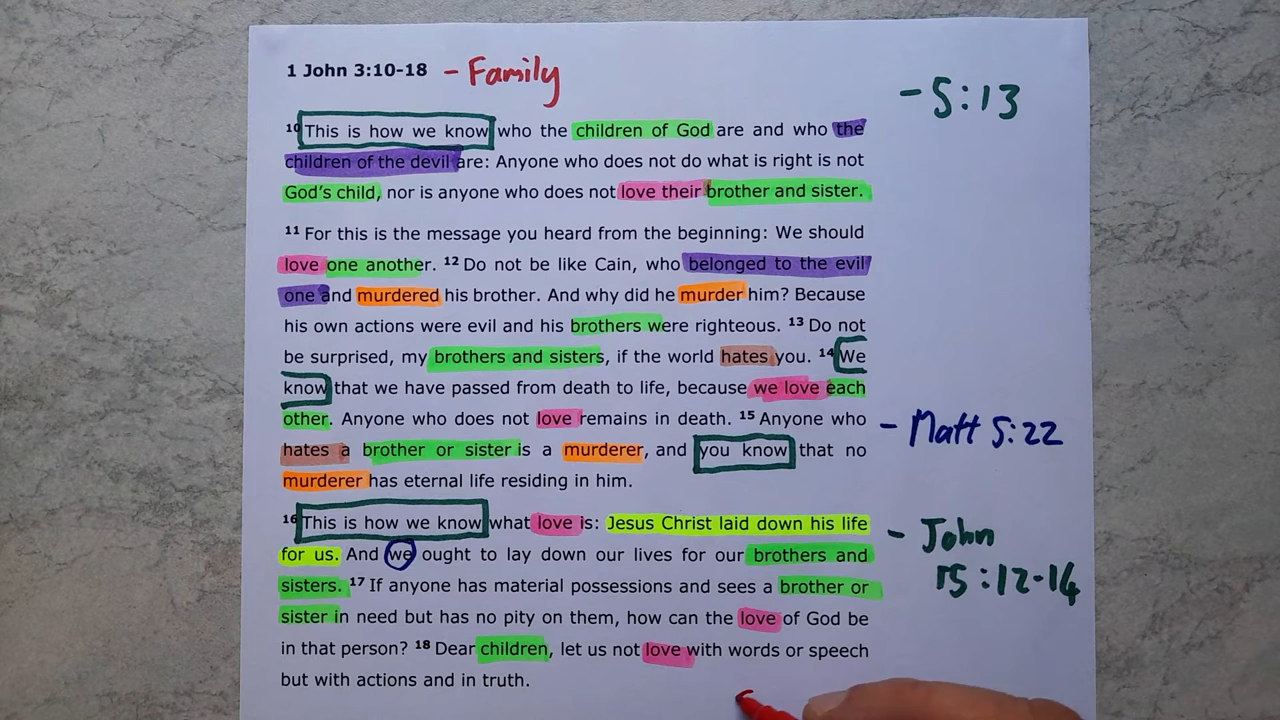 1 John 3:10-18 - Family
- 5:13
10 This is how we know who the children of God are and who the
children of the devil are: Anyone who does not do what is right is not
God's child, nor is anyone who does not love their brother and sister.
11 For this is the message you heard from the beginning: We should
love one another. 12 Do not be like Cain, who belonged to the evil
one and murdered his brother. And why did he murder him? Because
his own actions were evil and his brothers were righteous. 13 Do not
be surprised, my brothers and sisters, if the world hates you. 14 We
know that we have passed from death to life, because we love each
other. Anyone who does not love remains in death. 15 Anyone who
- Matt 5:22
hates a brother or sister is a murderer, and you know that no
murderer has eternal life residing in him.
16 This is how we know what love is: Jesus Christ laid down his life
- John
for us. And we ought to lay down our lives for our brothers and
15:12-14
sisters. 17 If anyone has material possessions and sees a brother or
sister in need but has no pity on them, how can the love of God be
in that person? 18 Dear children, let us not love with words or speech
but with actions and in truth.